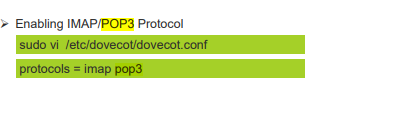 ➢ Enabling IMAP/POP3 Protocol
sudo vi /etc/dovecot/dovecot.conf
protocols = imap pop3